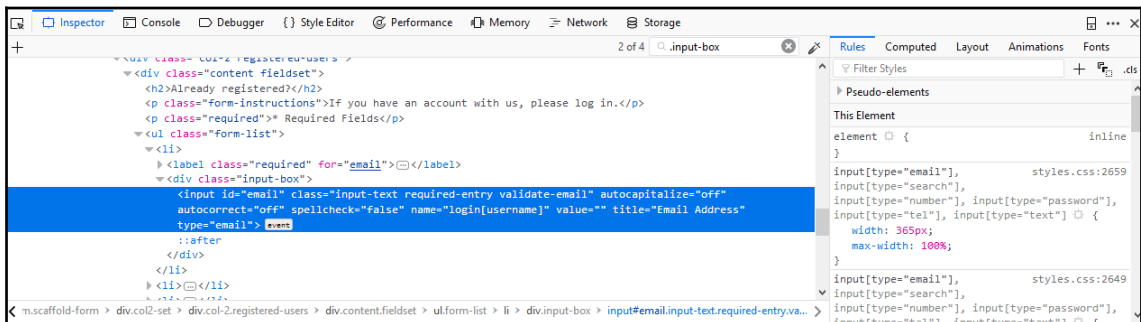 Inspector Console Debugger {} Style Editor Performance Memory Network Storage
+ 2 of 4 .input-box
<div class="col-2 registered-users">
<div class="content fieldset">
<h2>Already registered?</h2>
<p class="form-instructions">If you have an account with us, please log in.</p>
<p class="required">* Required Fields</p>
<ul class="form-list">
<li>
<label class="required" for="email">…</label>
<div class="input-box">
<input id="email" class="input-text required-entry validate-email" autocapitalize="off"
autocorrect="off" spellcheck="false" name="login[username]" value="" title="Email Address"
type="email"> event
::after
</div>
</li>
<li>…</li>
<li>…</li>
m.scaffold-form > div.col2-set > div.col-2.registered-users > div.content.fieldset > ul.form-list > li > div.input-box > input#email.input-text.required-entry.va...
Rules Computed Layout Animations Fonts
Filter Styles + .cls
Pseudo-elements
This Element
element { inline
}
input[type="email"], styles.css:2659
input[type="search"],
input[type="number"], input[type="password"],
input[type="tel"], input[type="text"] {
width: 365px;
max-width: 100%;
}
input[type="email"], styles.css:2649
input[type="search"],
input[type="number"], input[type="password"],
input[type="tel"], input[type="text"] {